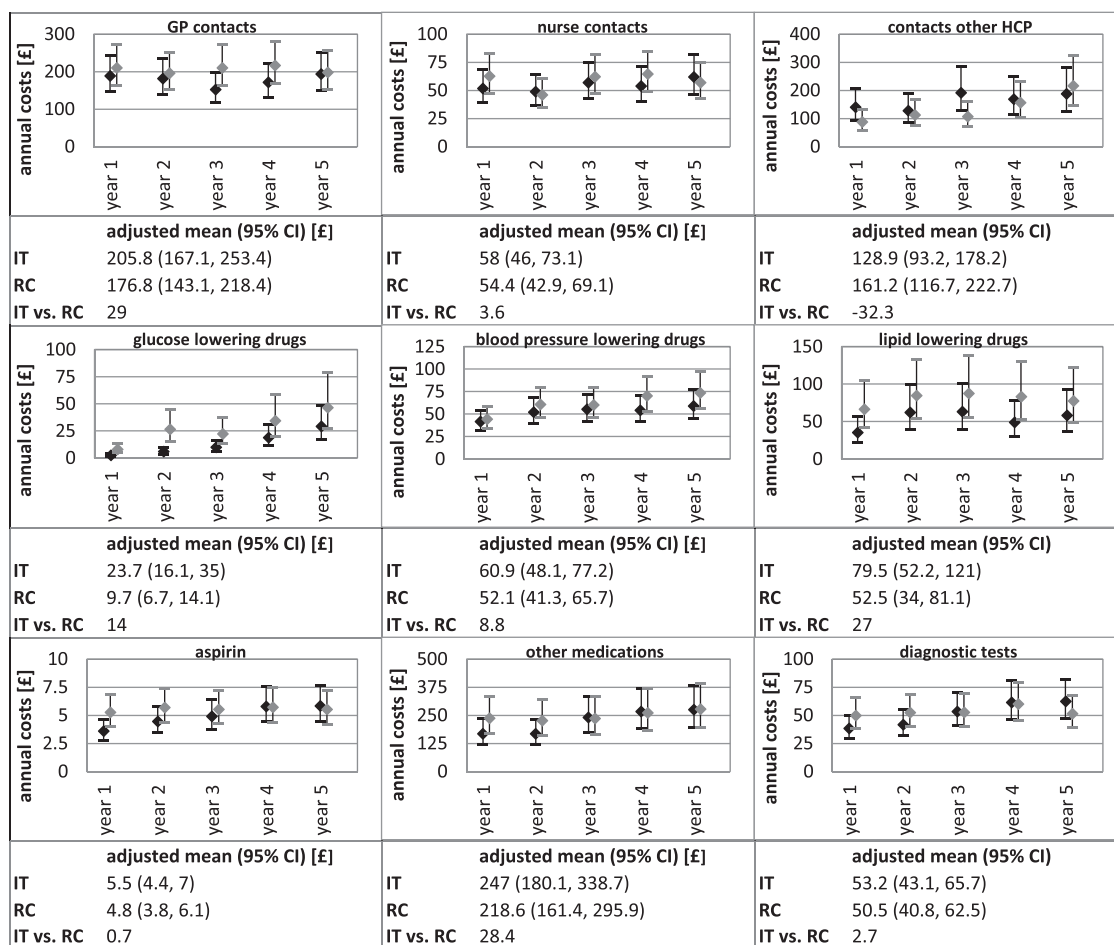 GP contacts
annual costs [£]
300
200
100
0
year 1
year 2
year 3
year 4
year 5
adjusted mean (95% CI) [£]
IT 205.8 (167.1, 253.4)
RC 176.8 (143.1, 218.4)
IT vs. RC 29
nurse contacts
annual costs [£]
100
75
50
25
0
year 1
year 2
year 3
year 4
year 5
adjusted mean (95% CI) [£]
IT 58 (46, 73.1)
RC 54.4 (42.9, 69.1)
IT vs. RC 3.6
contacts other HCP
annual costs [£]
400
300
200
100
0
year 1
year 2
year 3
year 4
year 5
adjusted mean (95% CI)
IT 128.9 (93.2, 178.2)
RC 161.2 (116.7, 222.7)
IT vs. RC -32.3
glucose lowering drugs
annual costs [£]
100
75
50
25
0
year 1
year 2
year 3
year 4
year 5
adjusted mean (95% CI) [£]
IT 23.7 (16.1, 35)
RC 9.7 (6.7, 14.1)
IT vs. RC 14
blood pressure lowering drugs
annual costs [£]
125
100
75
50
25
0
year 1
year 2
year 3
year 4
year 5
adjusted mean (95% CI) [£]
IT 60.9 (48.1, 77.2)
RC 52.1 (41.3, 65.7)
IT vs. RC 8.8
lipid lowering drugs
annual costs [£]
150
100
50
0
year 1
year 2
year 3
year 4
year 5
adjusted mean (95% CI)
IT 79.5 (52.2, 121)
RC 52.5 (34, 81.1)
IT vs. RC 27
aspirin
annual costs [£]
10
7.5
5
2.5
0
year 1
year 2
year 3
year 4
year 5
adjusted mean (95% CI) [£]
IT 5.5 (4.4, 7)
RC 4.8 (3.8, 6.1)
IT vs. RC 0.7
other medications
annual costs [£]
500
375
250
125
0
year 1
year 2
year 3
year 4
year 5
adjusted mean (95% CI) [£]
IT 247 (180.1, 338.7)
RC 218.6 (161.4, 295.9)
IT vs. RC 28.4
diagnostic tests
annual costs [£]
100
75
50
25
0
year 1
year 2
year 3
year 4
year 5
adjusted mean (95% CI)
IT 53.2 (43.1, 65.7)
RC 50.5 (40.8, 62.5)
IT vs. RC 2.7